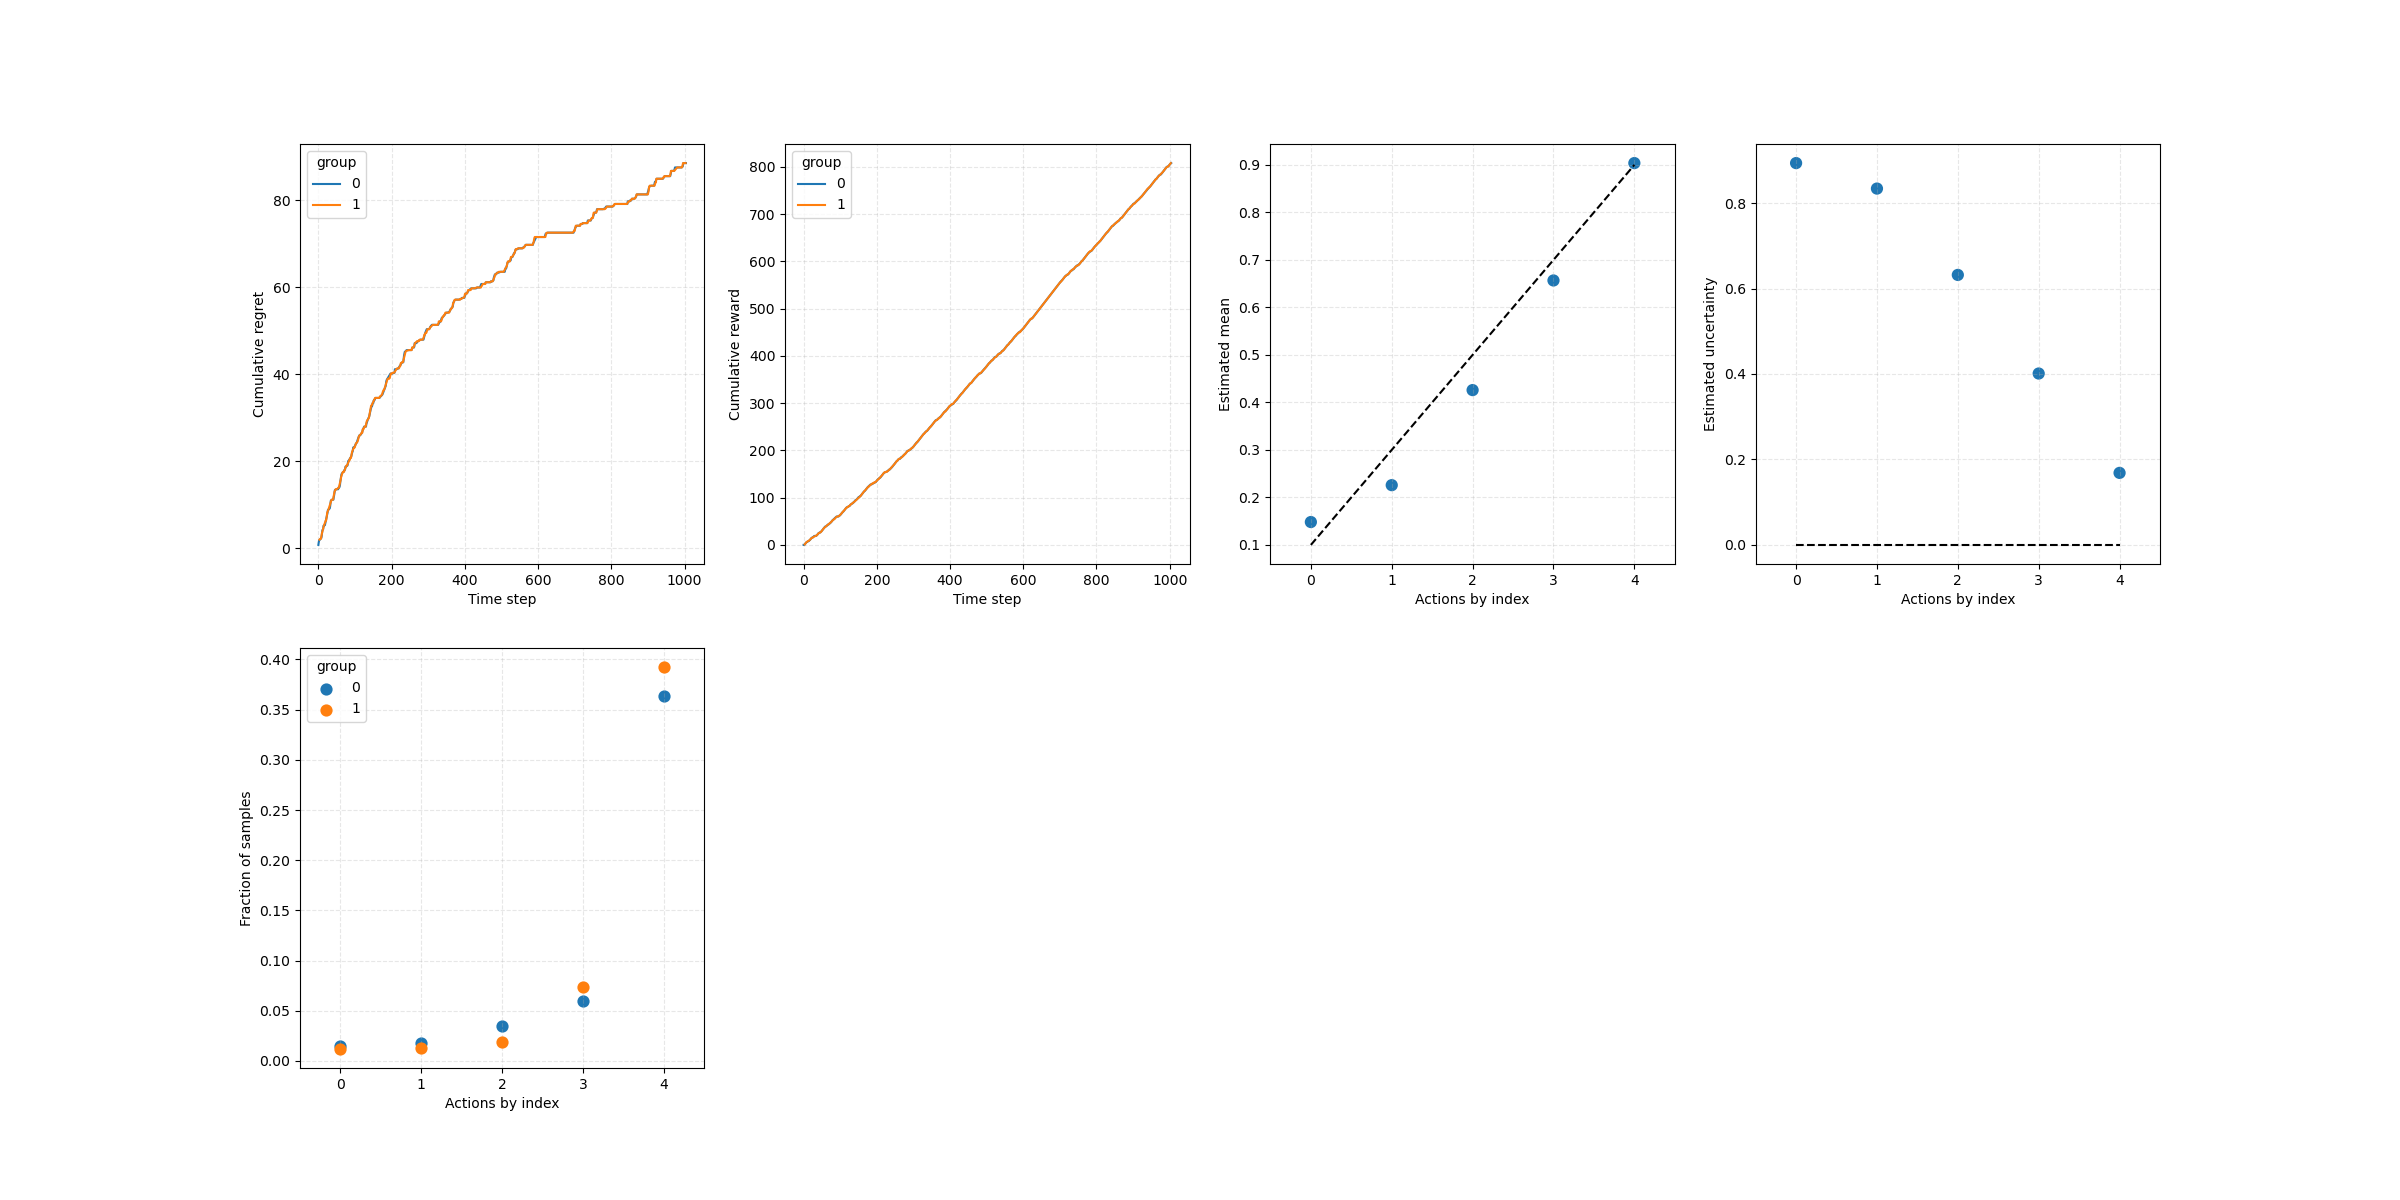 group
0
1
80
60
40
20
0
Cumulative regret
0 200 400 600 800 1000
Time step
group
0
1
800
700
600
500
400
300
200
100
0
Cumulative reward
0 200 400 600 800 1000
Time step
0.9
0.8
0.7
0.6
0.5
0.4
0.3
0.2
0.1
Estimated mean
0 1 2 3 4
Actions by index
0.8
0.6
0.4
0.2
0.0
Estimated uncertainty
0 1 2 3 4
Actions by index
group
0
1
0.40
0.35
0.30
0.25
0.20
0.15
0.10
0.05
0.00
Fraction of samples
0 1 2 3 4
Actions by index